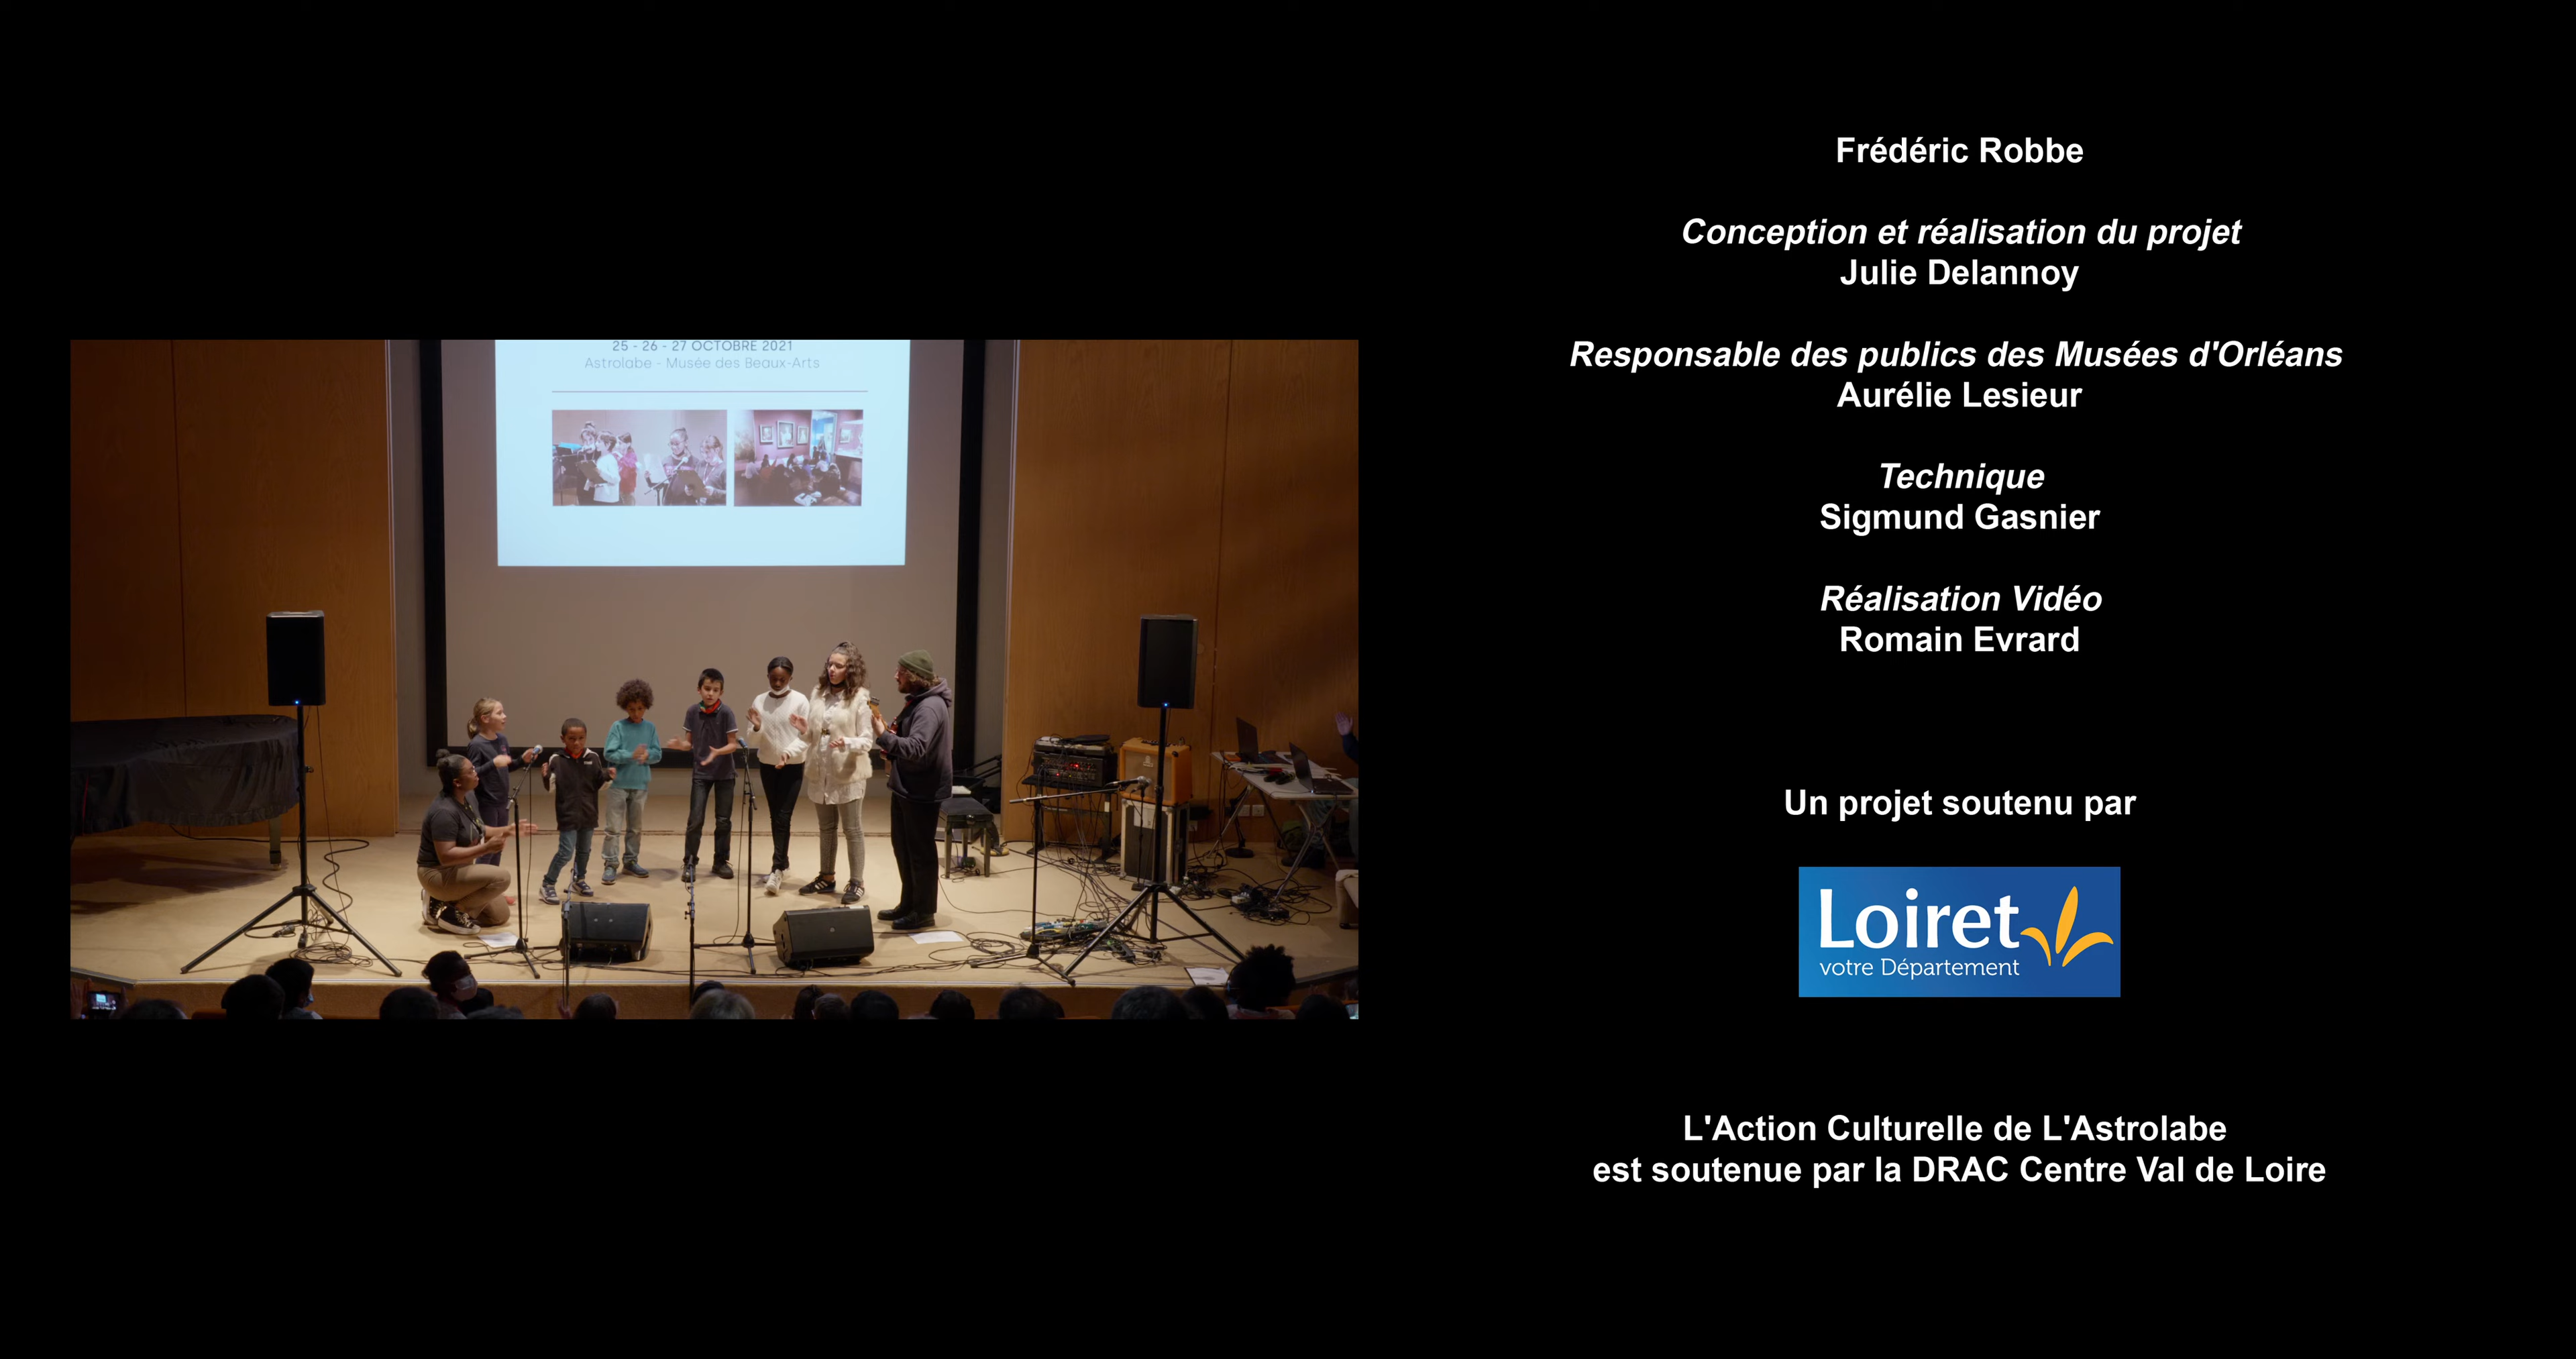 25 - 26 - 27 OCTOBRE 2021
Astrolabe - Musée des Beaux-Arts
Frédéric Robbe
Conception et réalisation du projet
Julie Delannoy
Responsable des publics des Musées d'Orléans
Aurélie Lesieur
Technique
Sigmund Gasnier
Réalisation Vidéo
Romain Evrard
Un projet soutenu par
Loiret
votre Département
L'Action Culturelle de L'Astrolabe
est soutenue par la DRAC Centre Val de Loire